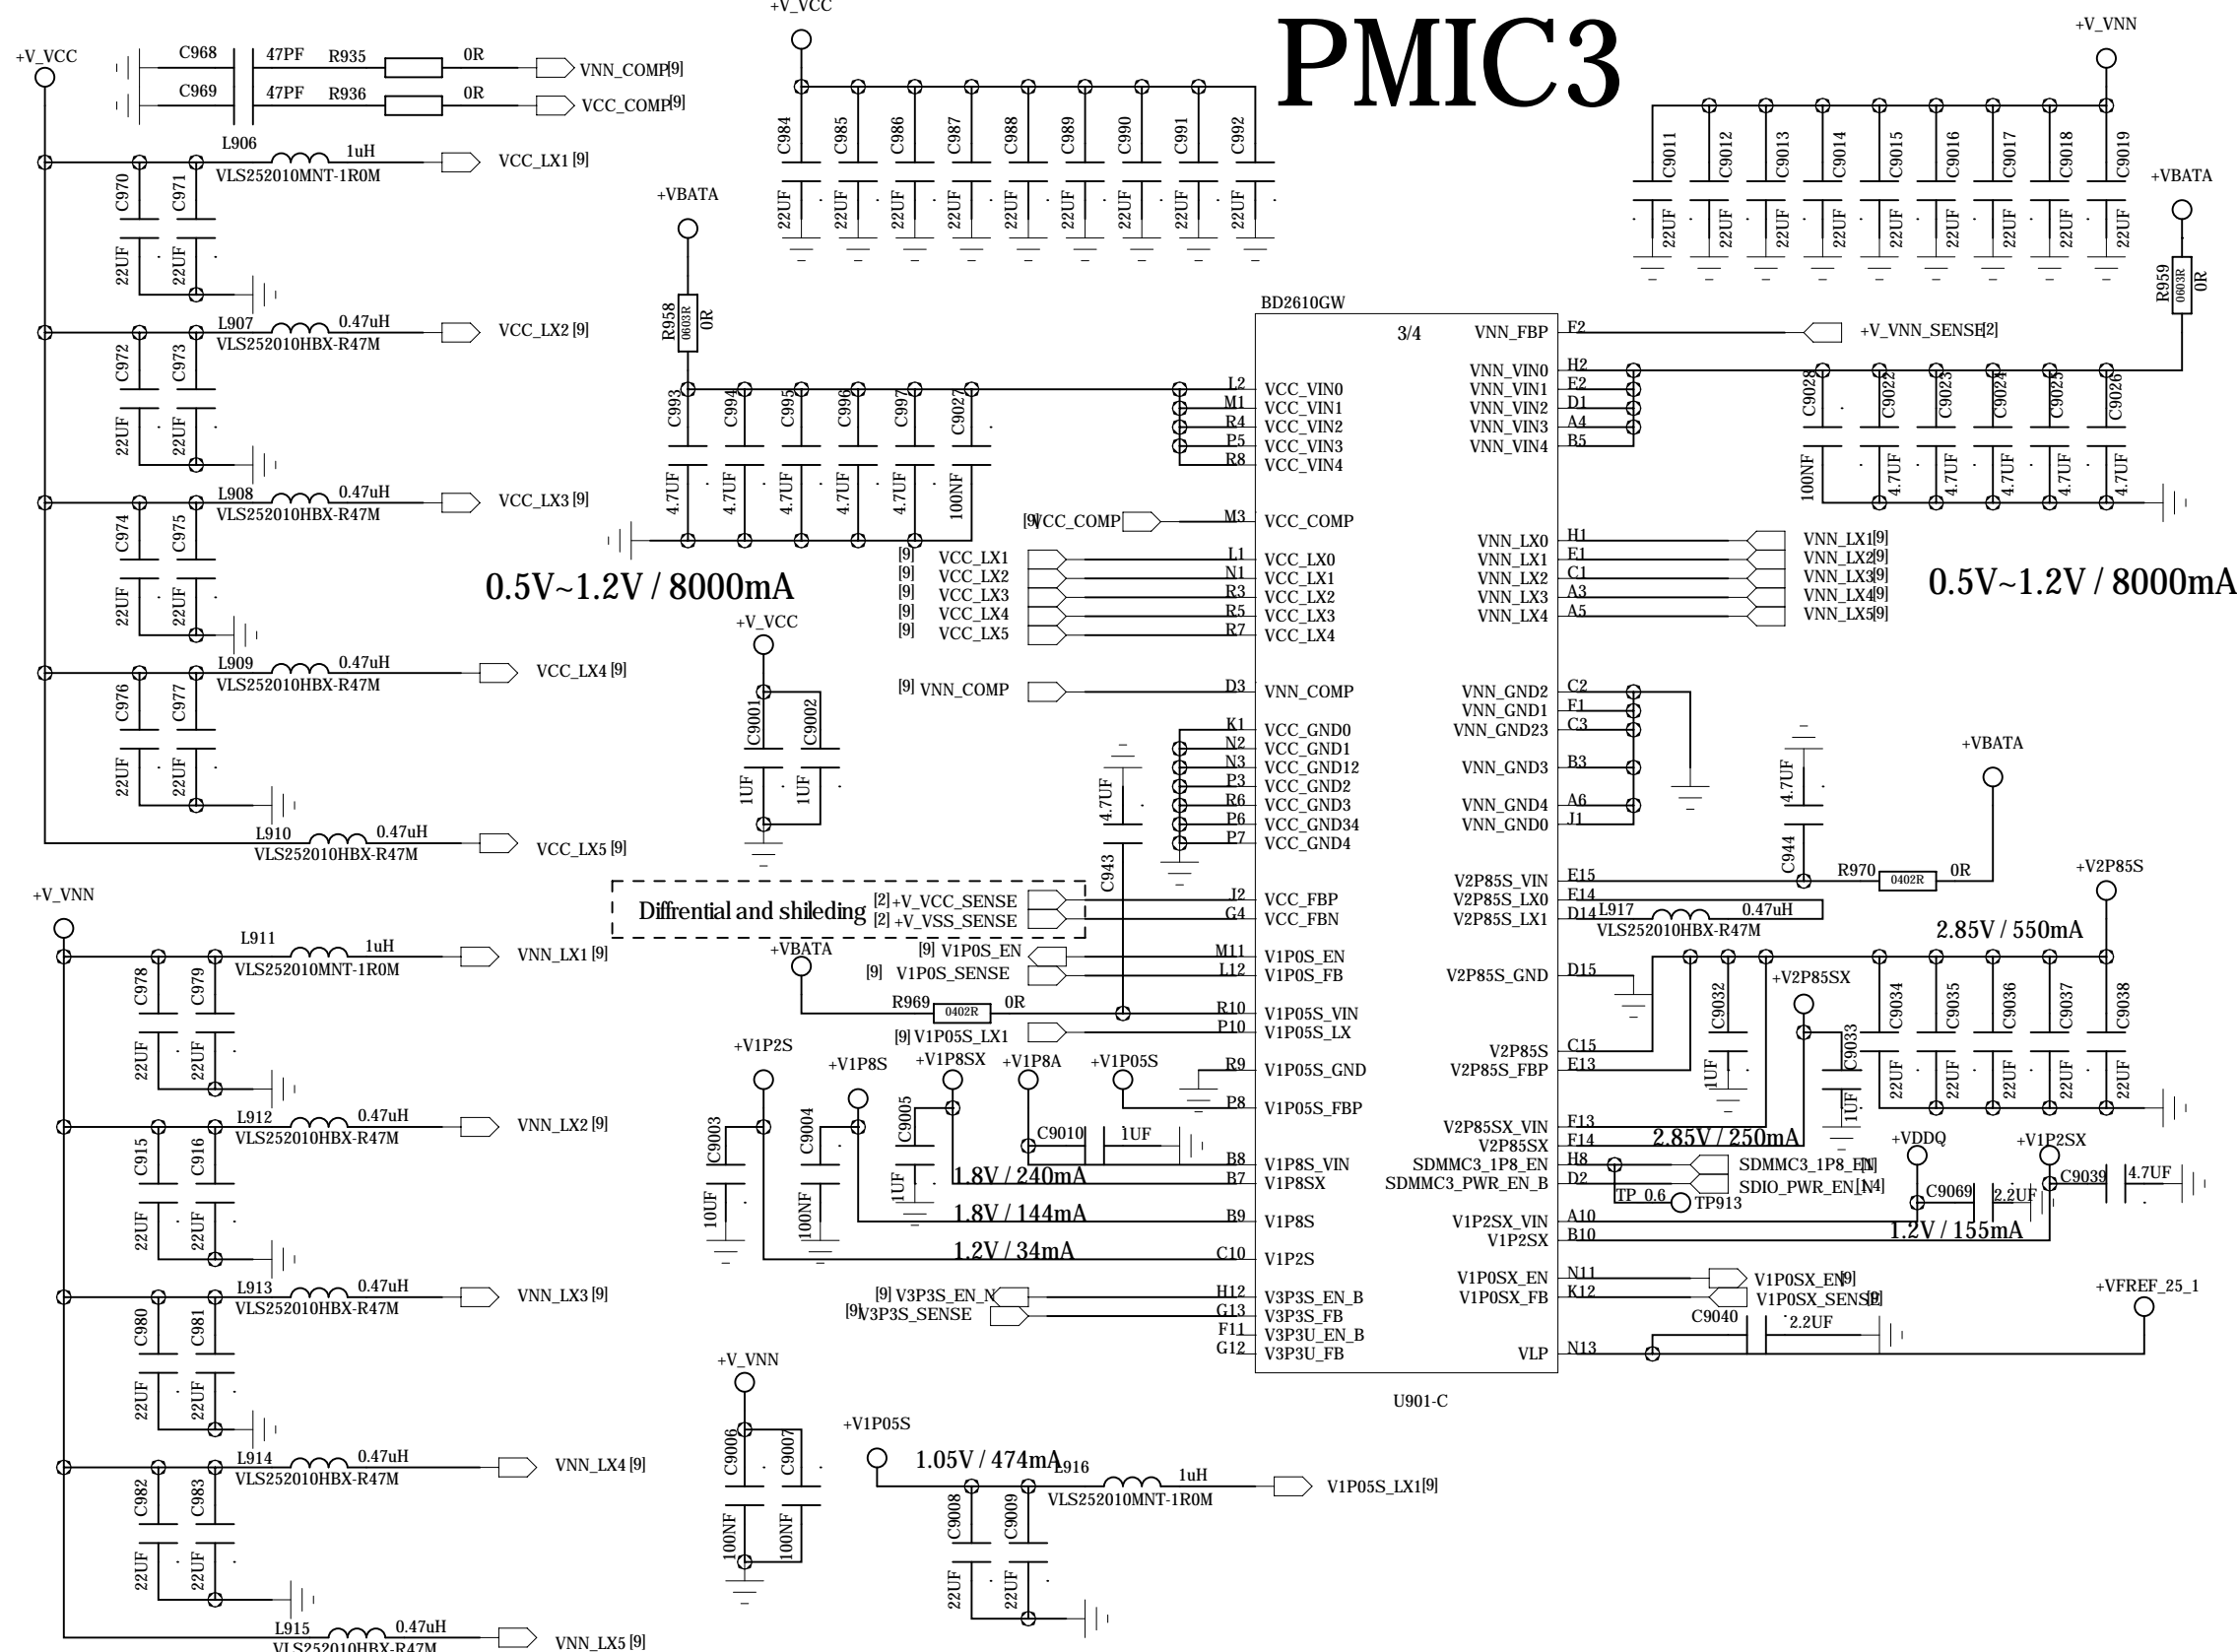 PMIC3
+V_VCC
C968 47PF R935 0R VNN_COMP[9]
C969 47PF R936 0R VCC_COMP[9]
L906 1uH VCC_LX1 [9]
VLS252010MNT-1R0M
C970 C971
22UF 22UF
L907 0.47uH VCC_LX2 [9]
VLS252010HBX-R47M
C972 C973
22UF 22UF
L908 0.47uH VCC_LX3 [9]
VLS252010HBX-R47M
C974 C975
22UF 22UF
L909 0.47uH VCC_LX4 [9]
VLS252010HBX-R47M
C976 C977
22UF 22UF
L910 0.47uH VCC_LX5 [9]
VLS252010HBX-R47M
+V_VNN
L911 1uH VNN_LX1 [9]
VLS252010MNT-1R0M
C978 C979
22UF 22UF
L912 0.47uH VNN_LX2 [9]
VLS252010HBX-R47M
C915 C916
22UF 22UF
L913 0.47uH VNN_LX3 [9]
VLS252010HBX-R47M
C980 C981
22UF 22UF
L914 0.47uH VNN_LX4 [9]
VLS252010HBX-R47M
C982 C983
22UF 22UF
L915 0.47uH VNN_LX5 [9]
VLS252010HBX-R47M
+V_VCC
C984 C985 C986 C987 C988 C989 C990 C991 C992
22UF 22UF 22UF 22UF 22UF 22UF 22UF 22UF 22UF
+VBATA
R958 0603R 0R
C993 C994 C995 C996 C997 C9027
4.7UF 4.7UF 4.7UF 4.7UF 4.7UF 100NF
0.5V~1.2V / 8000mA
+V_VCC
C9001 C9002
1UF 1UF
[9] VCC_COMP
[9] VCC_LX1
[9] VCC_LX2
[9] VCC_LX3
[9] VCC_LX4
[9] VCC_LX5
[9] VNN_COMP
4.7UF
C943
Diffrential and shileding
[2] +V_VCC_SENSE
[2] +V_VSS_SENSE
+VBATA
[9] V1P0S_EN
[9] V1P0S_SENSE
R969 0402R 0R
[9] V1P05S_LX1
+V1P2S +V1P8S +V1P8SX +V1P8A +V1P05S
C9003 C9004 C9005 C9010 1UF
10UF 100NF 1UF
1.8V / 240mA
1.8V / 144mA
1.2V / 34mA
[9] V3P3S_EN_N
[9] V3P3S_SENSE
+V_VNN
C9006 C9007
100NF 100NF
+V1P05S
1.05V / 474mA
L916 1uH V1P05S_LX1[9]
VLS252010MNT-1R0M
C9008 C9009
22UF 22UF
BD2610GW
3/4
L2 VCC_VIN0
M1 VCC_VIN1
R4 VCC_VIN2
P5 VCC_VIN3
R8 VCC_VIN4
M3 VCC_COMP
L1 VCC_LX0
N1 VCC_LX1
R3 VCC_LX2
R5 VCC_LX3
R7 VCC_LX4
D3 VNN_COMP
K1 VCC_GND0
N2 VCC_GND1
N3 VCC_GND12
P3 VCC_GND2
R6 VCC_GND3
P6 VCC_GND34
P7 VCC_GND4
J2 VCC_FBP
G4 VCC_FBN
M11 V1P0S_EN
L12 V1P0S_FB
R10 V1P05S_VIN
P10 V1P05S_LX
R9 V1P05S_GND
P8 V1P05S_FBP
B8 V1P8S_VIN
B7 V1P8SX
B9 V1P8S
C10 V1P2S
H12 V3P3S_EN_B
G13 V3P3S_FB
F11 V3P3U_EN_B
G12 V3P3U_FB
VNN_FBP F2
VNN_VIN0 H2
VNN_VIN1 E2
VNN_VIN2 D1
VNN_VIN3 A4
VNN_VIN4 B5
VNN_LX0 H1
VNN_LX1 E1
VNN_LX2 C1
VNN_LX3 A3
VNN_LX4 A5
VNN_GND2 C2
VNN_GND1 F1
VNN_GND23 C3
VNN_GND3 B3
VNN_GND4 A6
VNN_GND0 J1
V2P85S_VIN E15
V2P85S_LX0 E14
V2P85S_LX1 D14
V2P85S_GND D15
V2P85S C15
V2P85S_FBP E13
V2P85SX_VIN F13
V2P85SX F14
SDMMC3_1P8_EN H8
SDMMC3_PWR_EN_B D2
V1P2SX_VIN A10
V1P2SX B10
V1P0SX_EN N11
V1P0SX_FB K12
VLP N13
U901-C
+V_VNN
C9011 C9012 C9013 C9014 C9015 C9016 C9017 C9018 C9019
22UF 22UF 22UF 22UF 22UF 22UF 22UF 22UF 22UF
+VBATA
R959 0603R 0R
+V_VNN_SENSE[2]
C9028 C9022 C9023 C9024 C9025 C9026
100NF 4.7UF 4.7UF 4.7UF 4.7UF 4.7UF
VNN_LX1[9]
VNN_LX2[9]
VNN_LX3[9]
VNN_LX4[9]
VNN_LX5[9]
0.5V~1.2V / 8000mA
+VBATA
4.7UF
C944
R970 0402R 0R
+V2P85S
L917 0.47uH
VLS252010HBX-R47M
2.85V / 550mA
+V2P85SX
C9032 C9033 C9034 C9035 C9036 C9037 C9038
1UF 1UF 22UF 22UF 22UF 22UF 22UF
2.85V / 250mA
+VDDQ +V1P2SX
SDMMC3_1P8_EN
SDIO_PWR_EN_N
TP_0.6 TP913
C9069 2.2UF
C9039 4.7UF
1.2V / 155mA
V1P0SX_EN[9]
V1P0SX_SENSE[9]
+VFREF_25_1
C9040 2.2UF